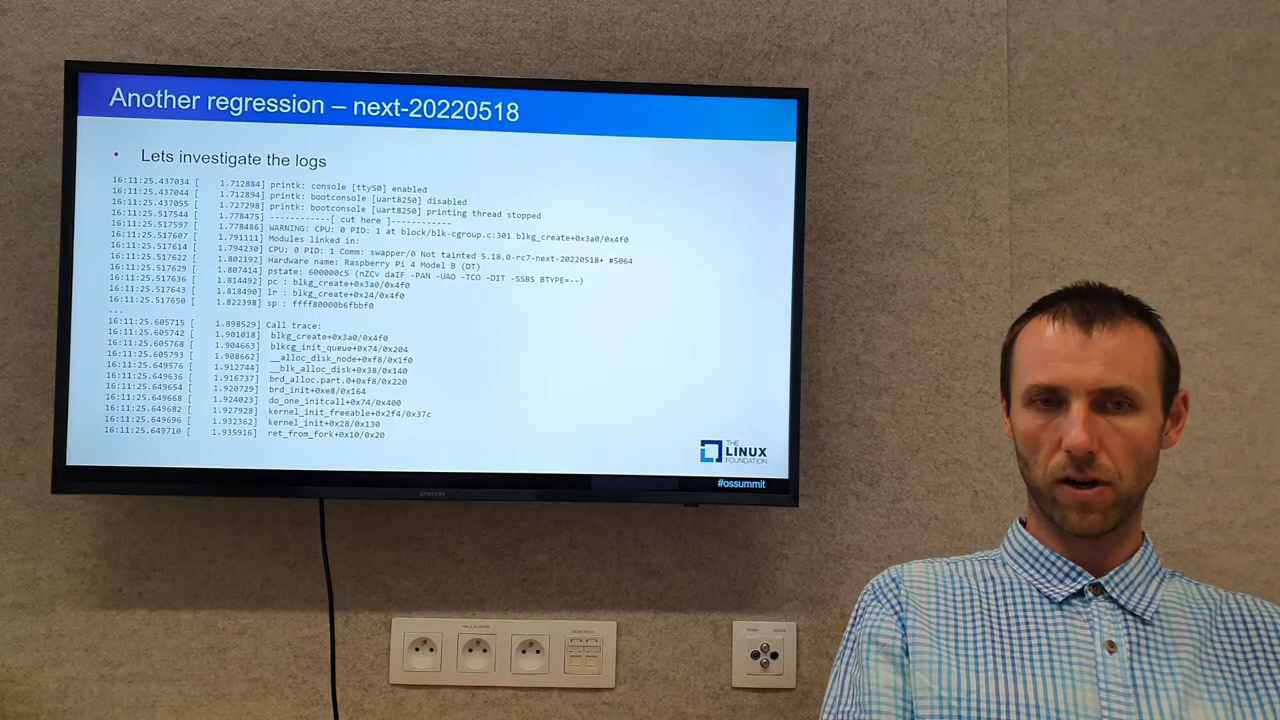 Another regression – next-20220518
• Lets investigate the logs
16:11:25.437034 [ 1.712884] printk: console [ttyS0] enabled
16:11:25.437044 [ 1.712894] printk: bootconsole [uart8250] disabled
16:11:25.437055 [ 1.727298] printk: bootconsole [uart8250] printing thread stopped
16:11:25.517544 [ 1.778475] ------------[ cut here ]------------
16:11:25.517597 [ 1.778486] WARNING: CPU: 0 PID: 1 at block/blk-cgroup.c:301 blkg_create+0x3a0/0x4f0
16:11:25.517607 [ 1.791111] Modules linked in:
16:11:25.517614 [ 1.794230] CPU: 0 PID: 1 Comm: swapper/0 Not tainted 5.18.0-rc7-next-20220518+ #5064
16:11:25.517622 [ 1.802192] Hardware name: Raspberry Pi 4 Model B (DT)
16:11:25.517629 [ 1.807414] pstate: 600000c5 (nZCv daIF -PAN -UAO -TCO -DIT -SSBS BTYPE=--)
16:11:25.517636 [ 1.814492] pc : blkg_create+0x3a0/0x4f0
16:11:25.517643 [ 1.818490] lr : blkg_create+0x24/0x4f0
16:11:25.517650 [ 1.822398] sp : ffff80000b6fbbf0
...
16:11:25.605715 [ 1.898529] Call trace:
16:11:25.605742 [ 1.901018] blkg_create+0x3a0/0x4f0
16:11:25.605768 [ 1.904663] blkcg_init_queue+0x74/0x204
16:11:25.605793 [ 1.908662] __alloc_disk_node+0xf8/0x1f0
16:11:25.649576 [ 1.912744] __blk_alloc_disk+0x38/0x140
16:11:25.649636 [ 1.916737] brd_alloc.part.0+0xf8/0x220
16:11:25.649654 [ 1.920729] brd_init+0xe8/0x164
16:11:25.649668 [ 1.924023] do_one_initcall+0x74/0x400
16:11:25.649682 [ 1.927928] kernel_init_freeable+0x2f4/0x37c
16:11:25.649696 [ 1.932362] kernel_init+0x28/0x130
16:11:25.649710 [ 1.935916] ret_from_fork+0x10/0x20
THE
LINUX
FOUNDATION
#ossummit
SAMSUNG